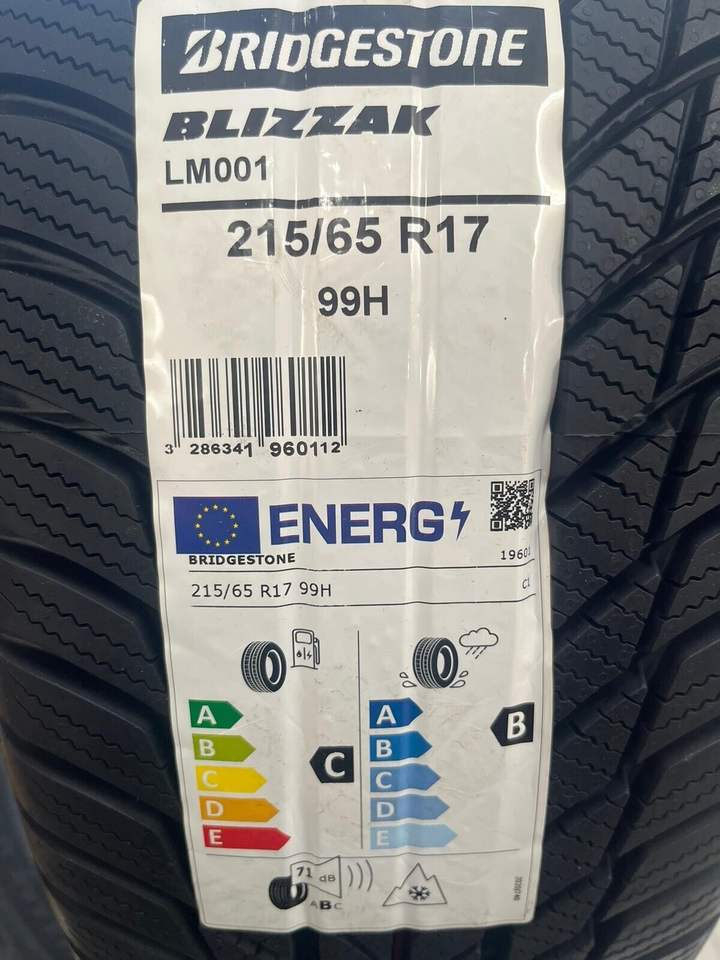 BRIDGESTONE
BLIZZAK
LM001
215/65 R17
99H
3 286341 960112
ENERG
BRIDGESTONE
215/65 R17 99H
C1
A
B
C
D
E
C
A
B
C
D
E
B
71 dB
ABC